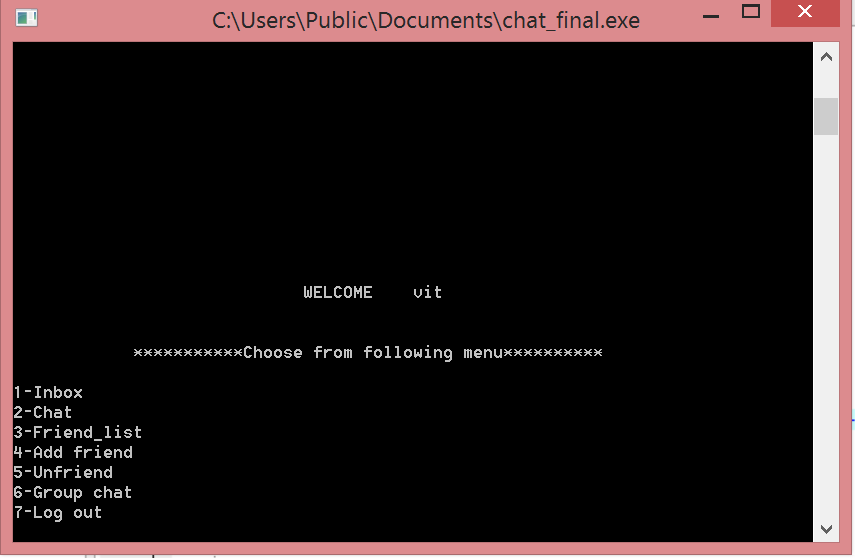 C:\Users\Public\Documents\chat_final.exe
WELCOME    vit
***********Choose from following menu**********
1-Inbox
2-Chat
3-Friend_list
4-Add friend
5-Unfriend
6-Group chat
7-Log out